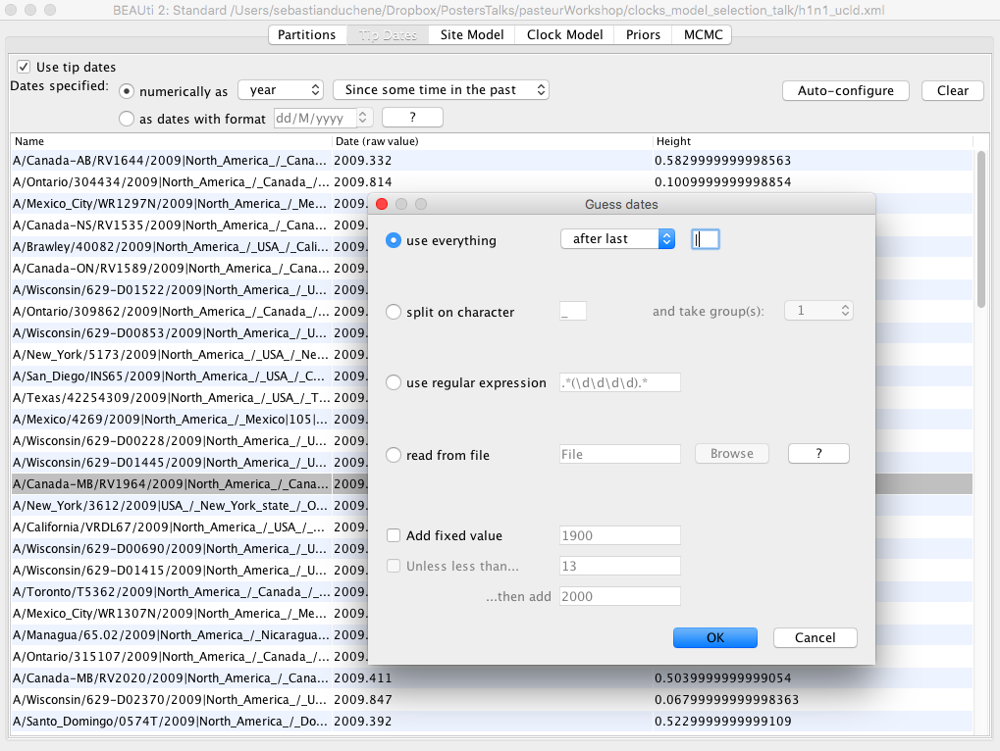 BEAUti 2: Standard /Users/sebastianduchene/Dropbox/PostersTalks/pasteurWorkshop/clocks_model_selection_talk/h1n1_ucld.xml
Partitions Tip Dates Site Model Clock Model Priors MCMC
Use tip dates
Dates specified: numerically as year Since some time in the past Auto-configure Clear
as dates with format dd/M/yyyy ?
Name Date (raw value) Height
A/Canada-AB/RV1644/2009|North_America_/_Cana... 2009.332 0.5829999999998563
A/Ontario/304434/2009|North_America_/_Canada_/... 2009.814 0.1009999999998854
A/Mexico_City/WR1297N/2009|North_America_/_Me... 2009.
A/Canada-NS/RV1535/2009|North_America_/_Cana... 2009.
A/Brawley/40082/2009|North_America_/_USA_/_Cali... 2009.
A/Canada-ON/RV1589/2009|North_America_/_Cana... 2009.
A/Wisconsin/629-D01522/2009|North_America_/_U... 2009.
A/Ontario/309862/2009|North_America_/_Canada_/... 2009.
A/Wisconsin/629-D00853/2009|North_America_/_U... 2009.
A/New_York/5173/2009|North_America_/_USA_/_Ne... 2009.
A/San_Diego/INS65/2009|North_America_/_USA_/_C... 2009.
A/Texas/42254309/2009|North_America_/_USA_/_T... 2009.
A/Mexico/4269/2009|North_America_/_Mexico|105|... 2009.
A/Wisconsin/629-D00228/2009|North_America_/_U... 2009.
A/Wisconsin/629-D01445/2009|North_America_/_U... 2009.
A/Canada-MB/RV1964/2009|North_America_/_Cana... 2009.
A/New_York/3612/2009|USA_/_New_York_state_/_O... 2009.
A/California/VRDL67/2009|North_America_/_USA_/_... 2009.
A/Wisconsin/629-D00690/2009|North_America_/_U... 2009.
A/Wisconsin/629-D01415/2009|North_America_/_U... 2009.
A/Toronto/T5362/2009|North_America_/_Canada_/_... 2009.
A/Mexico_City/WR1307N/2009|North_America_/_Me... 2009.
A/Managua/65.02/2009|North_America_/_Nicaragua... 2009.
A/Ontario/315107/2009|North_America_/_Canada_/... 2009.
A/Canada-MB/RV2020/2009|North_America_/_Cana... 2009.411 0.5039999999999054
A/Wisconsin/629-D02370/2009|North_America_/_U... 2009.847 0.06799999999998363
A/Santo_Domingo/0574T/2009|North_America_/_Do... 2009.392 0.5229999999999109
Guess dates
use everything after last |
split on character _ and take group(s): 1
use regular expression .*(\d\d\d\d).*
read from file File Browse ?
Add fixed value 1900
Unless less than... 13
...then add 2000
OK Cancel